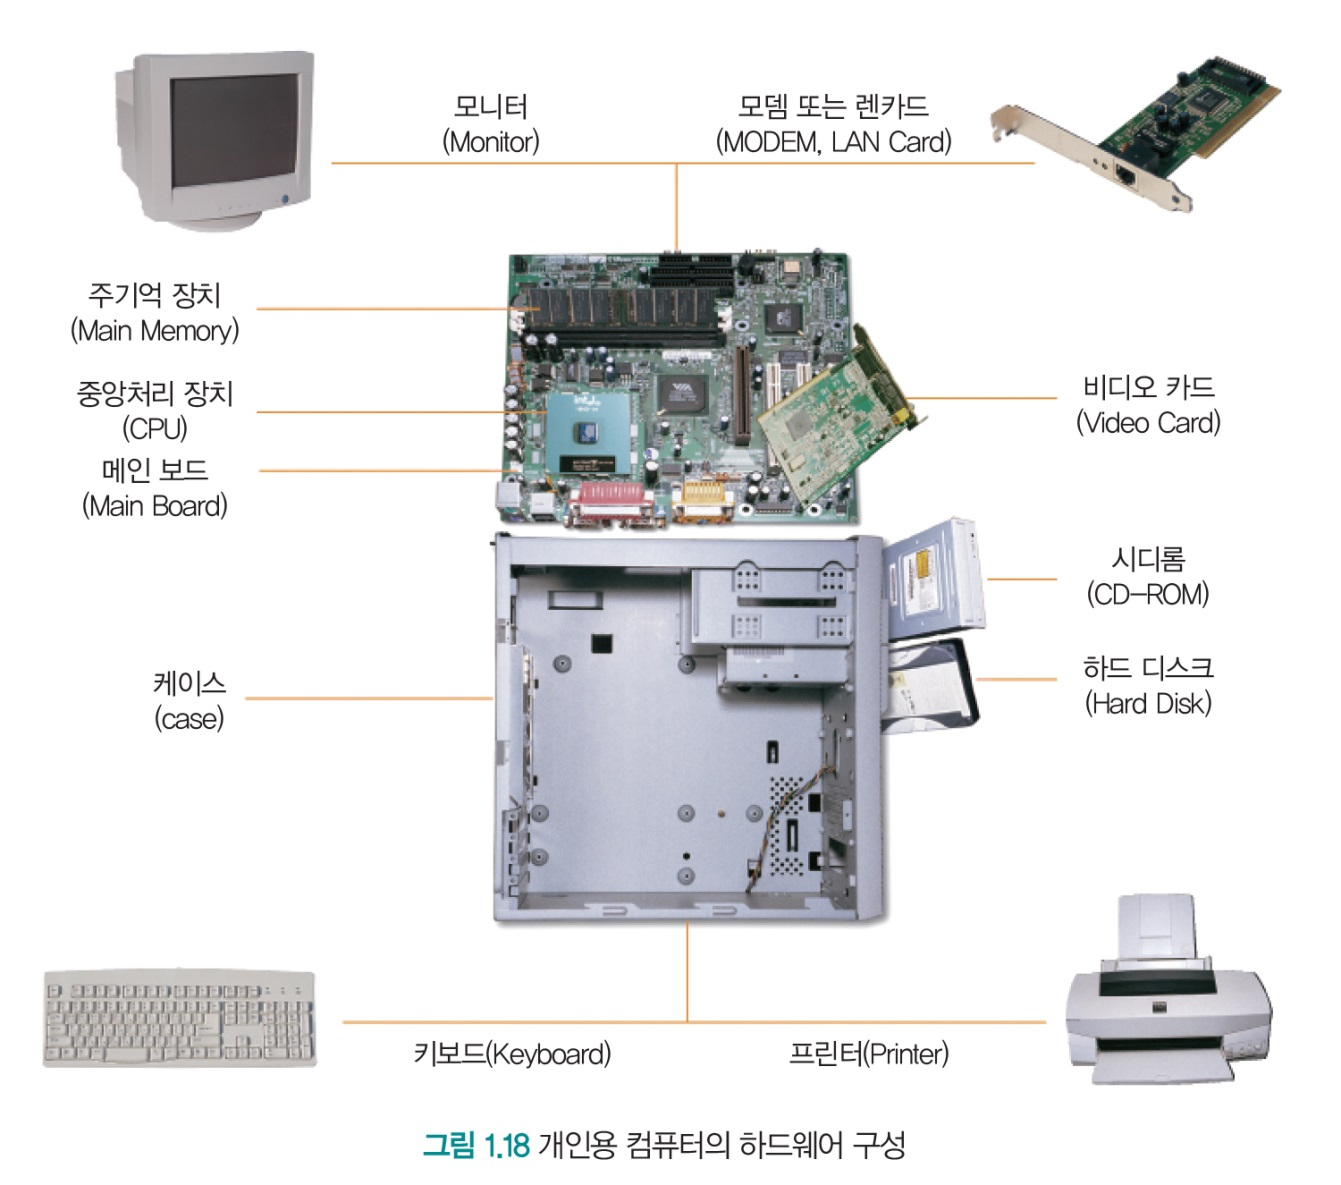 모니터
(Monitor)
모뎀 또는 렌카드
(MODEM, LAN Card)
주기억 장치
(Main Memory)
중앙처리 장치
(CPU)
메인 보드
(Main Board)
intel
VIA
비디오 카드
(Video Card)
시디롬
(CD-ROM)
하드 디스크
(Hard Disk)
케이스
(case)
키보드(Keyboard)
프린터(Printer)
그림 1.18 개인용 컴퓨터의 하드웨어 구성